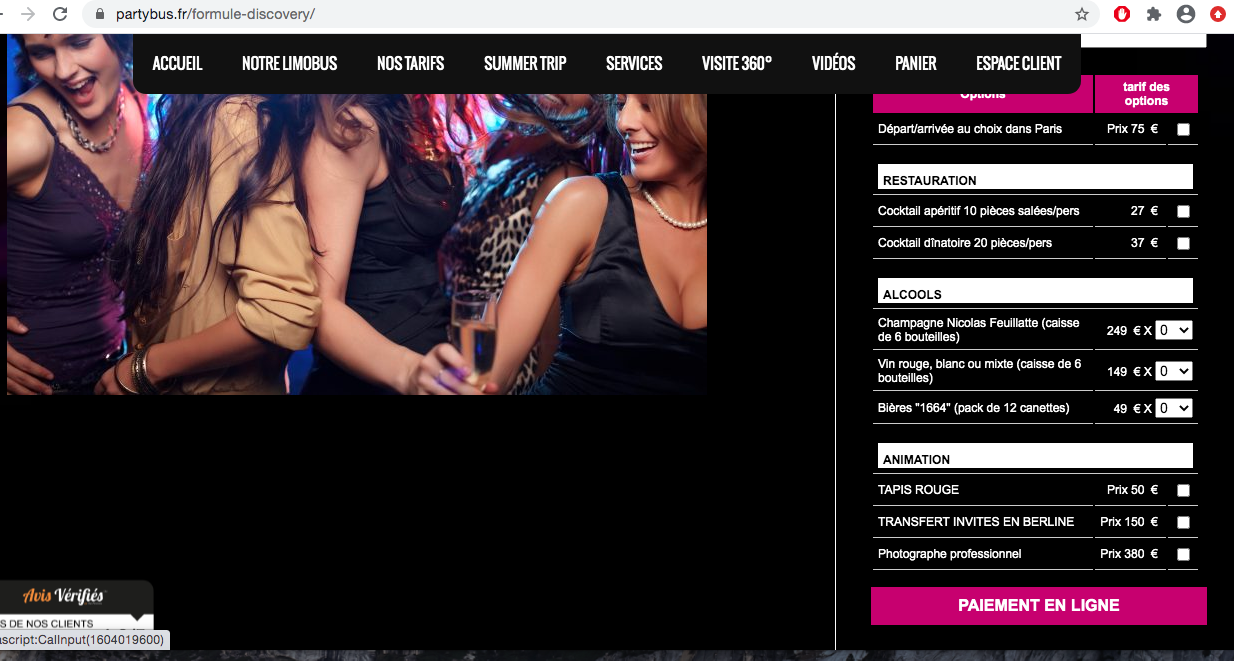 partybus.fr/formule-discovery/
ACCUEIL NOTRE LIMOBUS NOS TARIFS SUMMER TRIP SERVICES VISITE 360° VIDÉOS PANIER ESPACE CLIENT
Options
tarif des
options
Départ/arrivée au choix dans Paris Prix 75 €
RESTAURATION
Cocktail apéritif 10 pièces salées/pers 27 €
Cocktail dînatoire 20 pièces/pers 37 €
ALCOOLS
Champagne Nicolas Feuillatte (caisse
de 6 bouteilles) 249 € X 0
Vin rouge, blanc ou mixte (caisse de 6
bouteilles) 149 € X 0
Bières "1664" (pack de 12 canettes) 49 € X 0
ANIMATION
TAPIS ROUGE Prix 50 €
TRANSFERT INVITES EN BERLINE Prix 150 €
Photographe professionnel Prix 380 €
PAIEMENT EN LIGNE
Avis Vérifiés
S DE NOS CLIENTS
ascript:CalInput(1604019600)